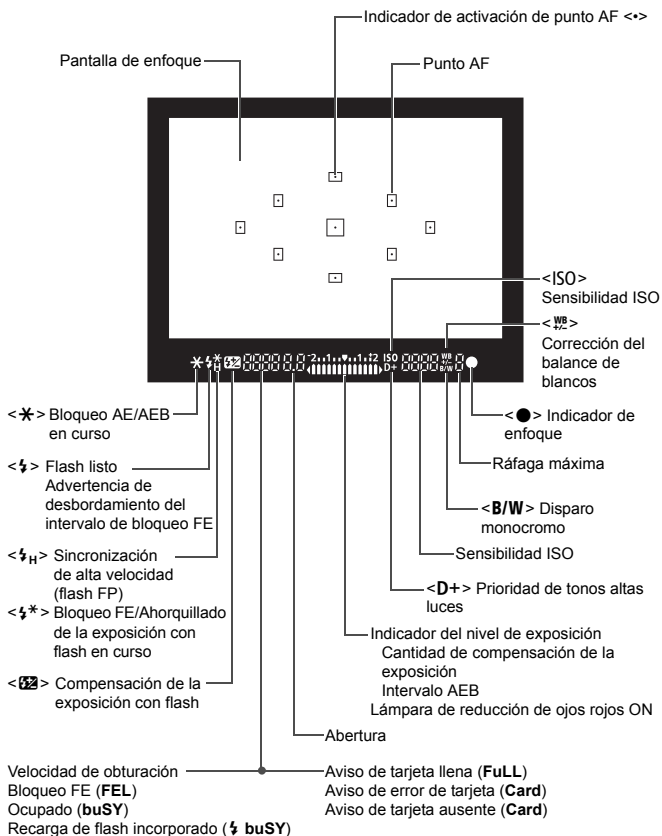 Indicador de activación de punto AF <•>
Pantalla de enfoque
Punto AF
<ISO>
Sensibilidad ISO
<WB +/->
Corrección del
balance de
blancos
-2..1..▼..1.:2 ISO WB +/-
D+ B/W
<✱> Bloqueo AE/AEB
en curso
<●> Indicador de
enfoque
<⚡> Flash listo
Advertencia de
desbordamiento del
intervalo de bloqueo FE
Ráfaga máxima
<B/W> Disparo
monocromo
<⚡H> Sincronización
de alta velocidad
(flash FP)
Sensibilidad ISO
<D+> Prioridad de tonos altas
luces
<⚡*> Bloqueo FE/Ahorquillado
de la exposición con
flash en curso
Indicador del nivel de exposición
Cantidad de compensación de la
exposición
Intervalo AEB
Lámpara de reducción de ojos rojos ON
<⚡±> Compensación de la
exposición con flash
Abertura
Velocidad de obturación
Bloqueo FE (FEL)
Ocupado (buSY)
Recarga de flash incorporado (⚡ buSY)
Aviso de tarjeta llena (FuLL)
Aviso de error de tarjeta (Card)
Aviso de tarjeta ausente (Card)